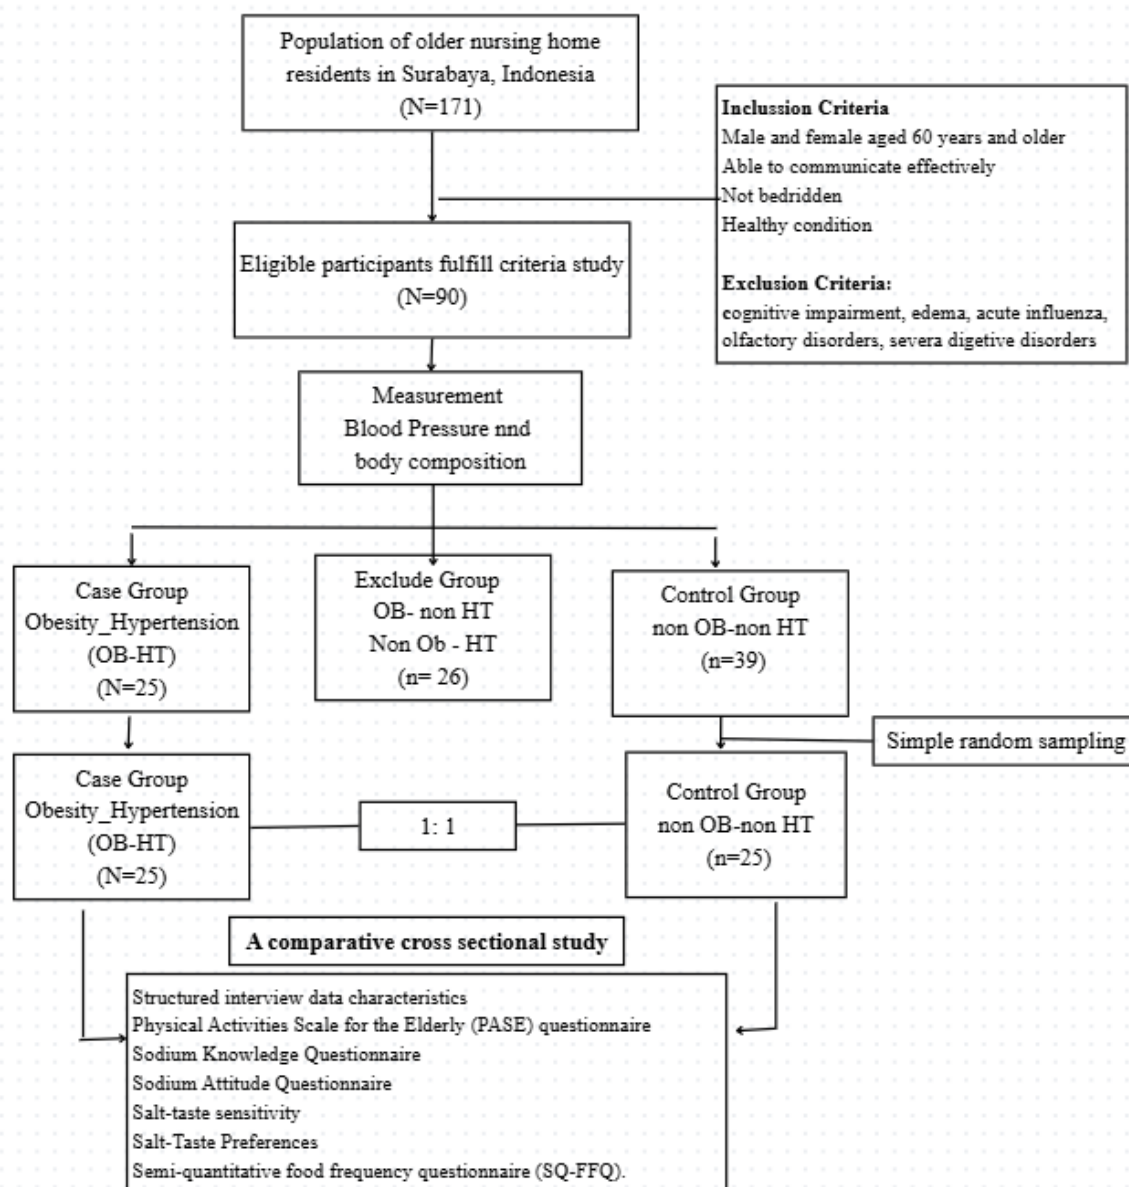 Population of older nursing home
residents in Surabaya, Indonesia
(N=171)
Inclussion Criteria
Male and female aged 60 years and older
Able to communicate effectively
Not bedridden
Healthy condition
Exclusion Criteria:
cognitive impairment, edema, acute influenza,
olfactory disorders, severa digetive disorders
Eligible participants fulfill criteria study
(N=90)
Measurement
Blood Pressure nnd
body composition
Case Group
Obesity_Hypertension
(OB-HT)
(N=25)
Exclude Group
OB- non HT
Non Ob - HT
(n= 26)
Control Group
non OB-non HT
(n=39)
Simple random sampling
Case Group
Obesity_Hypertension
(OB-HT)
(N=25)
1: 1
Control Group
non OB-non HT
(n=25)
A comparative cross sectional study
Structured interview data characteristics
Physical Activities Scale for the Elderly (PASE) questionnaire
Sodium Knowledge Questionnaire
Sodium Attitude Questionnaire
Salt-taste sensitivity
Salt-Taste Preferences
Semi-quantitative food frequency questionnaire (SQ-FFQ).